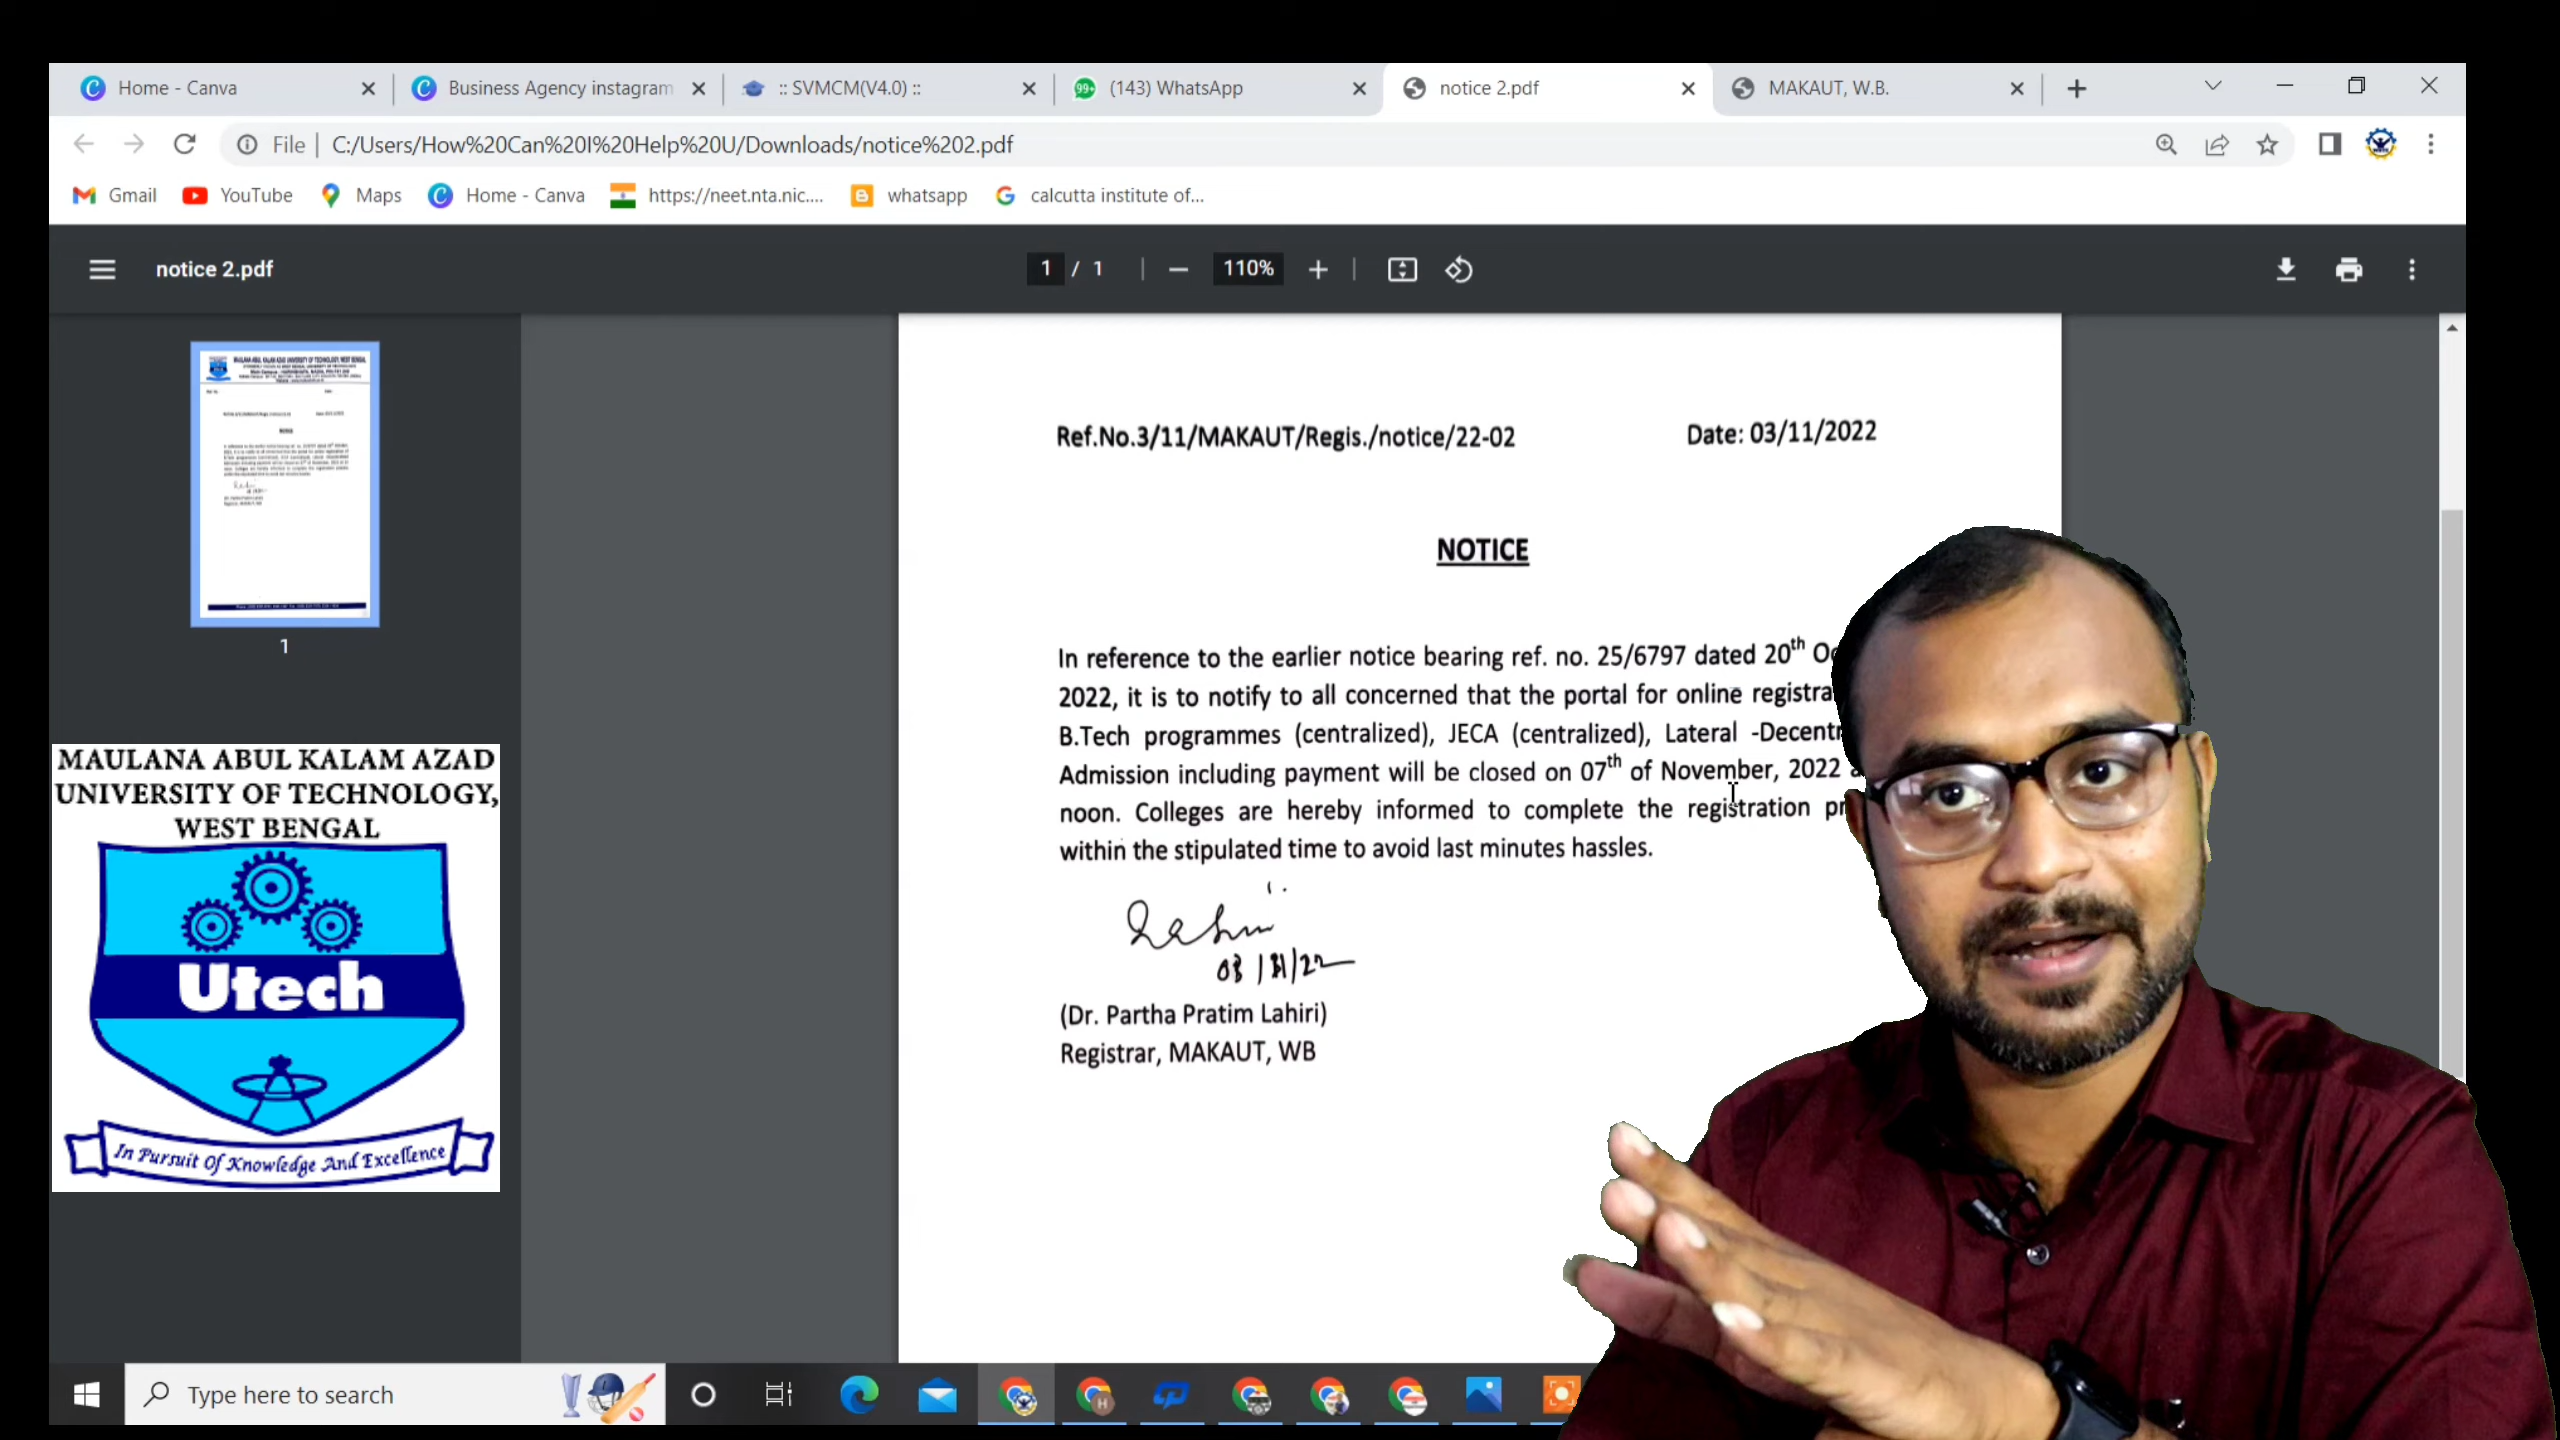 Home - Canva
Business Agency instagram
:: SVMCM(V4.0) ::
(143) WhatsApp
notice 2.pdf
MAKAUT, W.B.
File
C:/Users/How%20Can%20I%20Help%20U/Downloads/notice%202.pdf
Gmail
YouTube
Maps
Home - Canva
https://neet.nta.nic....
whatsapp
calcutta institute of...
notice 2.pdf
1 / 1
110%
Ref.No.3/11/MAKAUT/Regis./notice/22-02
Date: 03/11/2022
NOTICE
In reference to the earlier notice bearing ref. no. 25/6797 dated 20th
2022, it is to notify to all concerned that the portal for online
B.Tech programmes (centralized), JECA (centralized), Lateral
Admission including payment will be closed on 07th of November, 2022
noon. Colleges are hereby informed to complete the registration
within the stipulated time to avoid last minutes hassles.
(Dr. Partha Pratim Lahiri)
Registrar, MAKAUT, WB
1
MAULANA ABUL KALAM AZAD
UNIVERSITY OF TECHNOLOGY,
WEST BENGAL
Utech
In Pursuit Of Knowledge And Excellence
Type here to search